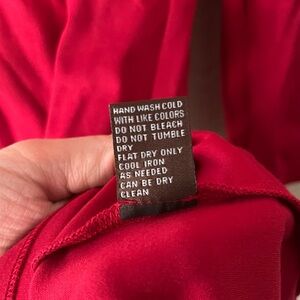 HAND WASH COLD
WITH LIKE COLORS
DO NOT BLEACH
DO NOT TUMBLE
DRY
FLAT DRY ONLY
COOL IRON
AS NEEDED
CAN BE DRY
CLEAN